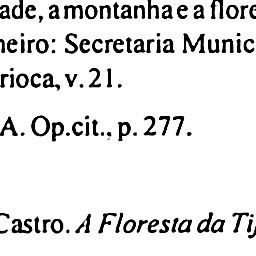 ade, a montanha e a flore
neiro: Secretaria Munic
rioca, v. 21.
A. Op.cit., p. 277.
Castro. A Floresta da Tij